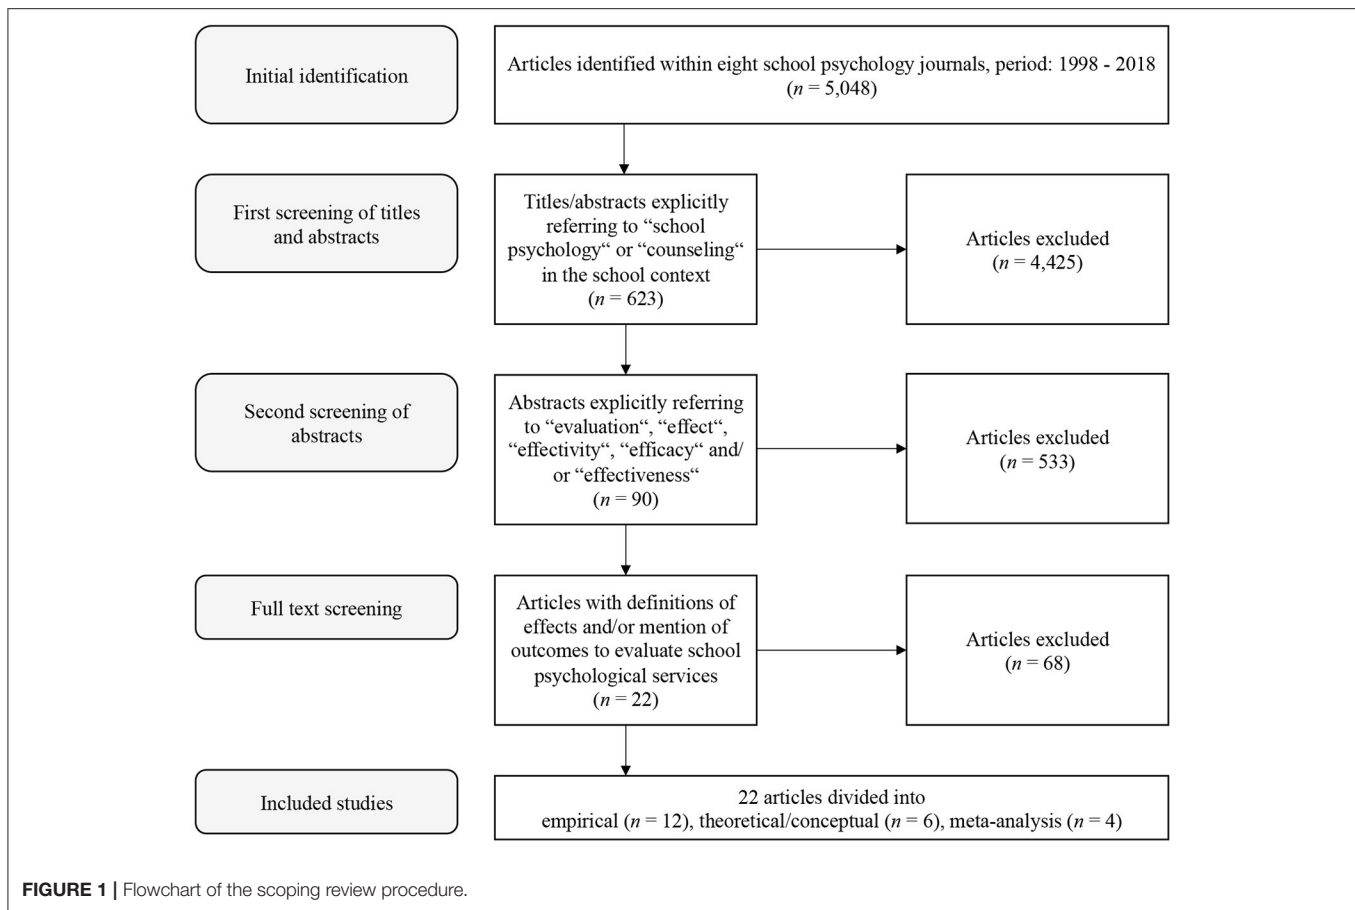 Initial identification
Articles identified within eight school psychology journals, period: 1998 - 2018
(n = 5,048)
First screening of titles
and abstracts
Titles/abstracts explicitly
referring to “school
psychology“ or “counseling“
in the school context
(n = 623)
Articles excluded
(n = 4,425)
Second screening of
abstracts
Abstracts explicitly referring
to “evaluation“, “effect“,
“effectivity“, “efficacy“ and/
or “effectiveness“
(n = 90)
Articles excluded
(n = 533)
Full text screening
Articles with definitions of
effects and/or mention of
outcomes to evaluate school
psychological services
(n = 22)
Articles excluded
(n = 68)
Included studies
22 articles divided into
empirical (n = 12), theoretical/conceptual (n = 6), meta-analysis (n = 4)
FIGURE 1 | Flowchart of the scoping review procedure.